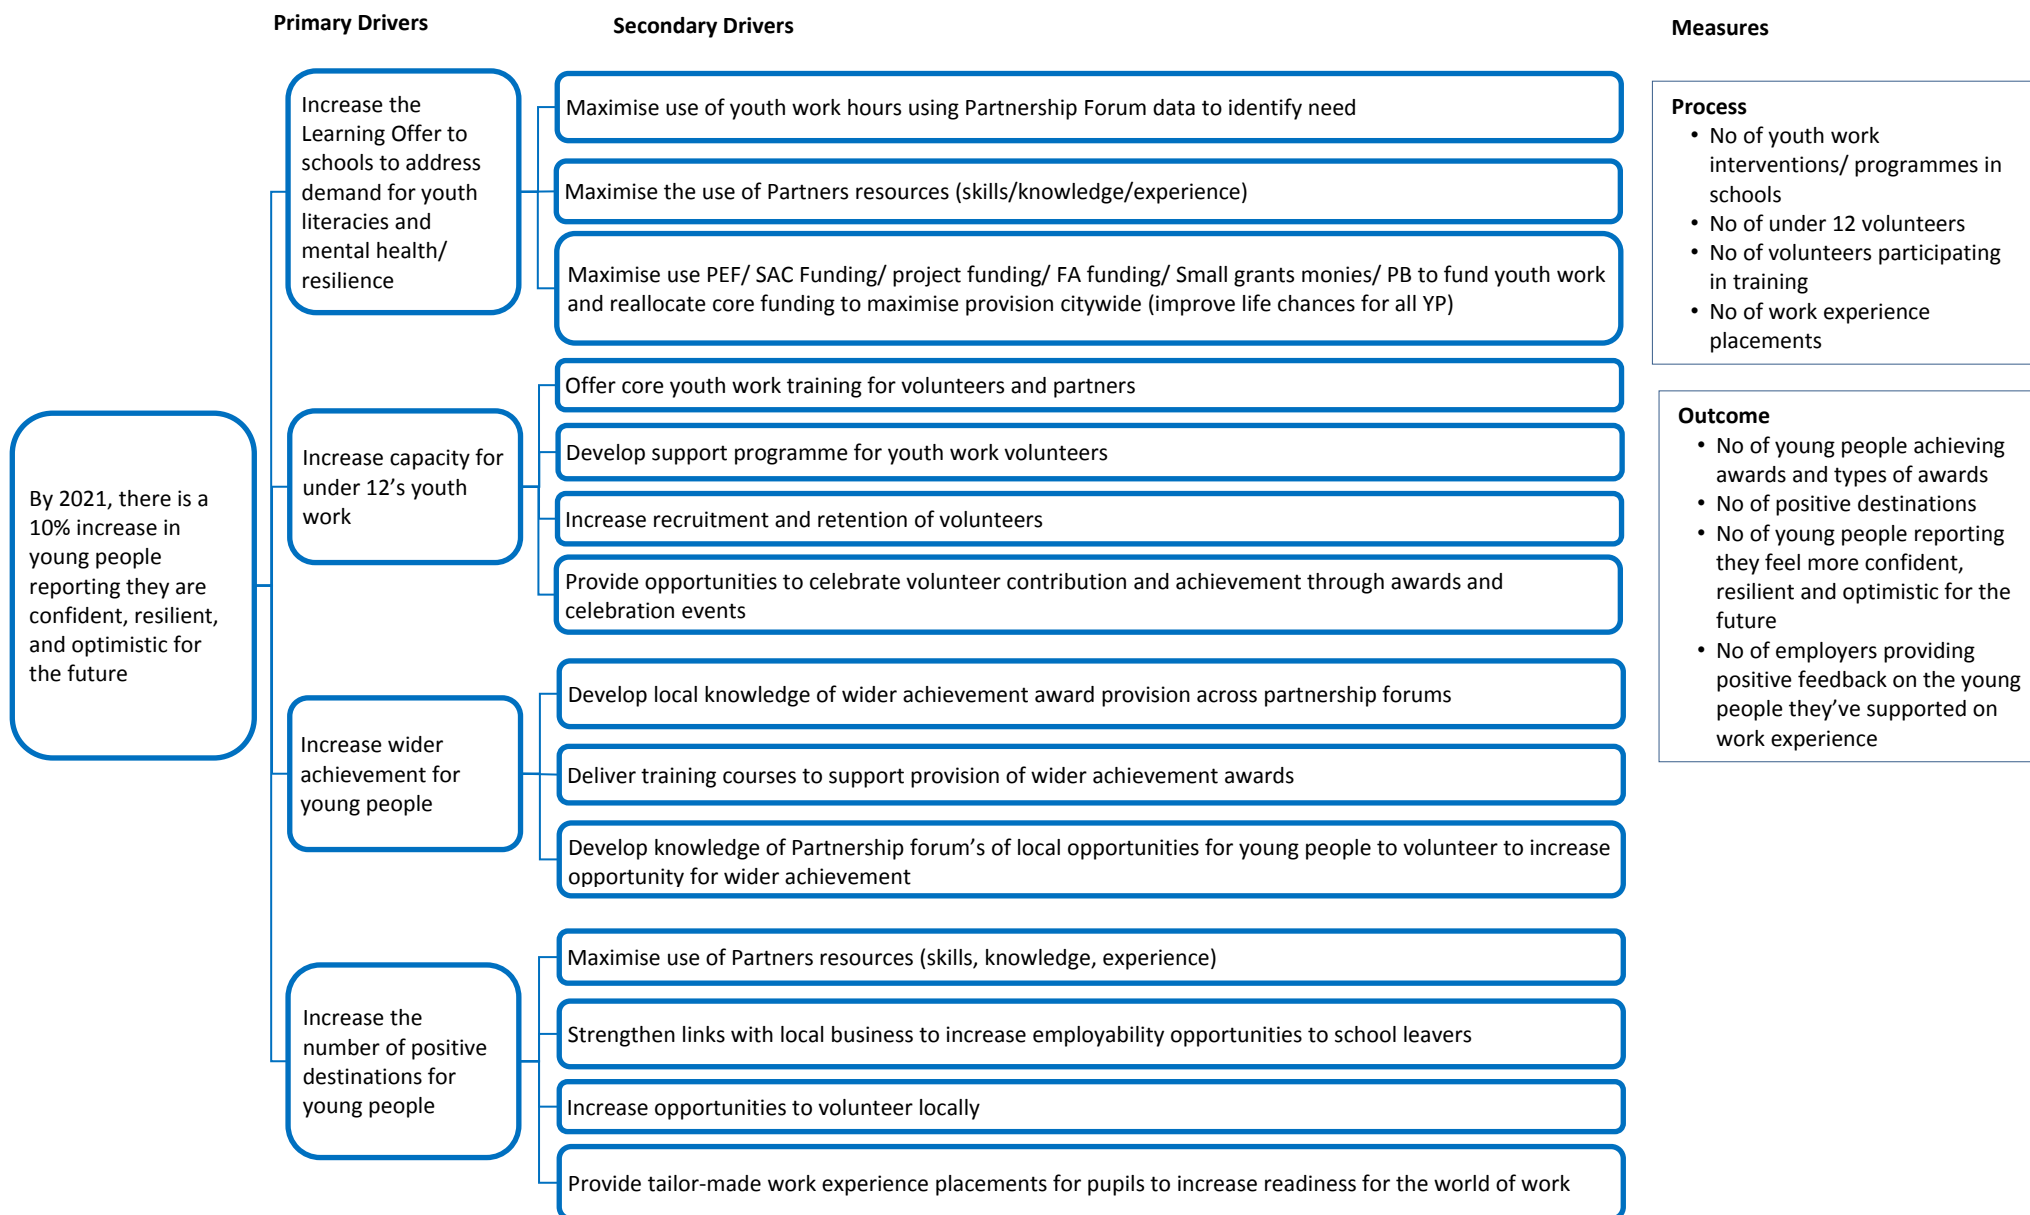 Primary Drivers
Secondary Drivers
Measures
By 2021, there is a
10% increase in
young people
reporting they are
confident, resilient,
and optimistic for
the future
Increase the
Learning Offer to
schools to address
demand for youth
literacies and
mental health/
resilience
Maximise use of youth work hours using Partnership Forum data to identify need
Maximise the use of Partners resources (skills/knowledge/experience)
Maximise use PEF/ SAC Funding/ project funding/ FA funding/ Small grants monies/ PB to fund youth work
and reallocate core funding to maximise provision citywide (improve life chances for all YP)
Increase capacity for
under 12’s youth
work
Offer core youth work training for volunteers and partners
Develop support programme for youth work volunteers
Increase recruitment and retention of volunteers
Provide opportunities to celebrate volunteer contribution and achievement through awards and
celebration events
Increase wider
achievement for
young people
Develop local knowledge of wider achievement award provision across partnership forums
Deliver training courses to support provision of wider achievement awards
Develop knowledge of Partnership forum’s of local opportunities for young people to volunteer to increase
opportunity for wider achievement
Increase the
number of positive
destinations for
young people
Maximise use of Partners resources (skills, knowledge, experience)
Strengthen links with local business to increase employability opportunities to school leavers
Increase opportunities to volunteer locally
Provide tailor-made work experience placements for pupils to increase readiness for the world of work
Process
• No of youth work
interventions/ programmes in
schools
• No of under 12 volunteers
• No of volunteers participating
in training
• No of work experience
placements
Outcome
• No of young people achieving
awards and types of awards
• No of positive destinations
• No of young people reporting
they feel more confident,
resilient and optimistic for the
future
• No of employers providing
positive feedback on the young
people they’ve supported on
work experience